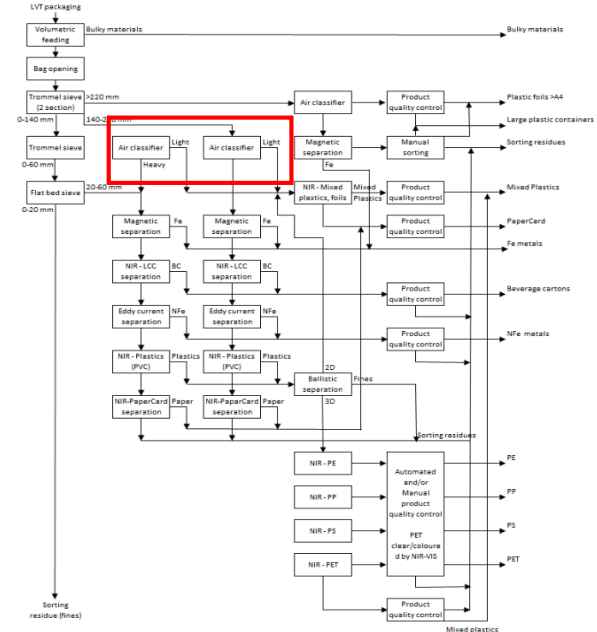 LVT packaging
Volumetric
feeding
Bulky materials
Bulky materials
Bag opening
Trommel sieve
(2 section)
>220 mm
0-140 mm
Air classifier
Product
quality control
Plastic foils >A4
Large plastic containers
Trommel sieve
0-60 mm
Air classifier
Light
Heavy
Air classifier
Light
Magnetic
separation
Fe
Manual
sorting
Sorting residues
Flat bed sieve
20-60 mm
0-20 mm
NIR - Mixed
plastics, foils
Mixed
Plastics
Product
quality control
Mixed Plastics
Magnetic
separation
Fe
Magnetic
separation
Fe
Product
quality control
PaperCard
Fe metals
NIR - LCC
separation
BC
NIR - LCC
separation
BC
Product
quality control
Beverage cartons
Eddy current
separation
NFe
Eddy current
separation
NFe
Product
quality control
NFe metals
NIR - Plastics
(PVC)
Plastics
NIR - Plastics
(PVC)
Plastics
2D
Ballistic
separation
Fines
3D
NIR-PaperCard
separation
Paper
NIR-PaparCard
separation
Paper
Sorting residues
NIR - PE
NIR - PP
NIR - PS
NIR - PET
Automated
and/or
Manual
product
quality control
PET
clear/coloure
d by NIR-VIS
PE
PP
PS
PET
Sorting
residue (fines)
Product
quality control
Mixed plastics